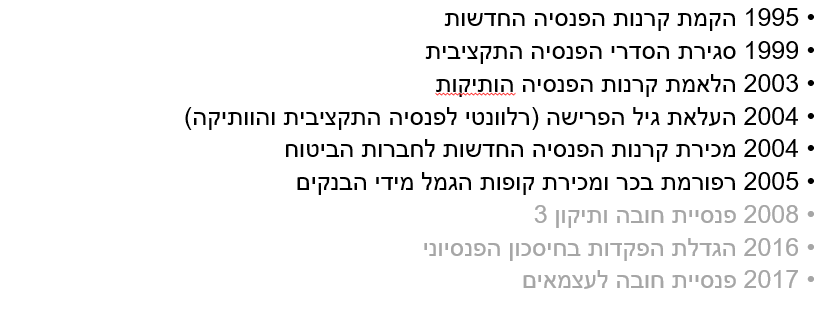 • 1995 הקמת קרנות הפנסיה החדשות
• 1999 סגירת הסדרי הפנסיה התקציבית
• 2003 הלאמת קרנות הפנסיה הותיקות
• 2004 העלאת גיל הפרישה (רלוונטי לפנסיה התקציבית והוותיקה)
• 2004 מכירת קרנות הפנסיה החדשות לחברות הביטוח
• 2005 רפורמת בכר ומכירת קופות הגמל מידי הבנקים
• 2008 פנסיית חובה ותיקון 3
• 2016 הגדלת הפקדות בחיסכון הפנסיוני
• 2017 פנסיית חובה לעצמאים